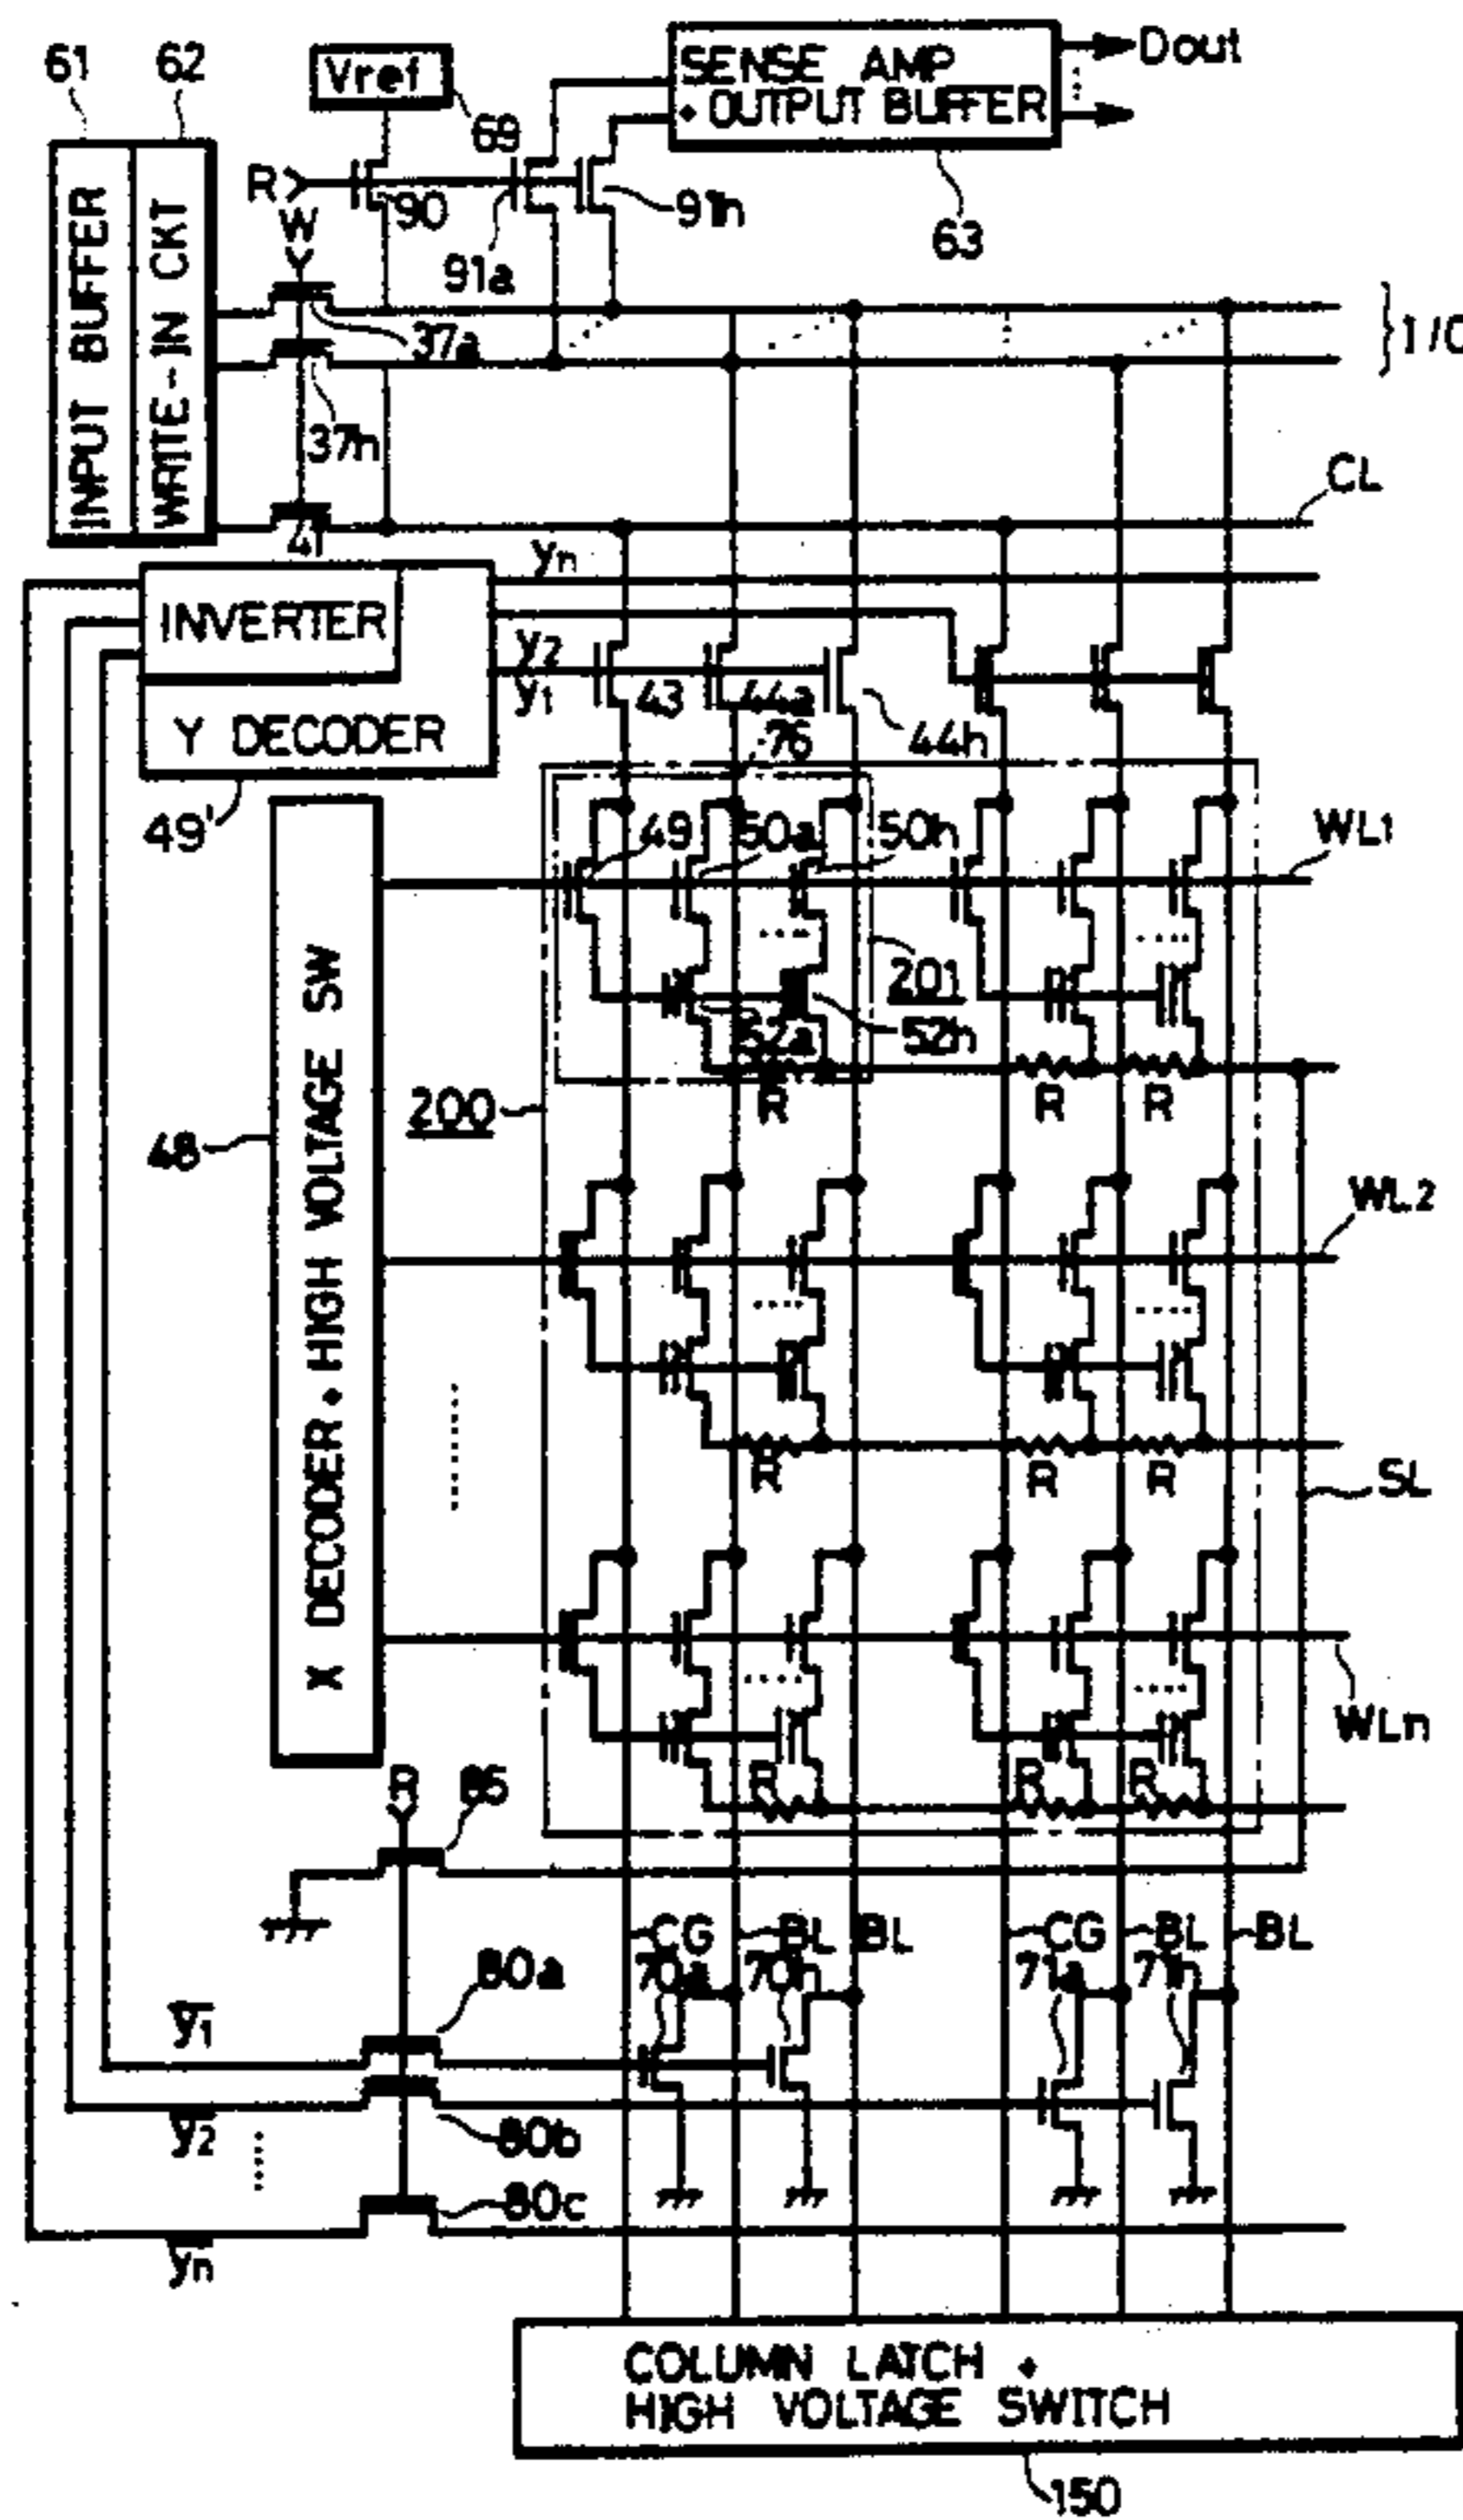 61
62
Vref
69
SENSE AMP
• OUTPUT BUFFER
Dout
63
R
90
91a
91h
W
INPUT BUFFER
WRITE-IN CKT
37a
37h
41
I/O
CL
INVERTER
Y DECODER
49'
yn
y2
y1
43
44a
44h
76
49
50a
50h
WL1
201
52a
52h
R
R
R
200
48
X DECODER • HIGH VOLTAGE SW
WL2
R
R
R
SL
WLn
R
R
R
R
85
CG
BL
BL
CG
BL
BL
70a
70h
71a
71h
80a
y1
80b
y2
80c
yn
COLUMN LATCH •
HIGH VOLTAGE SWITCH
150